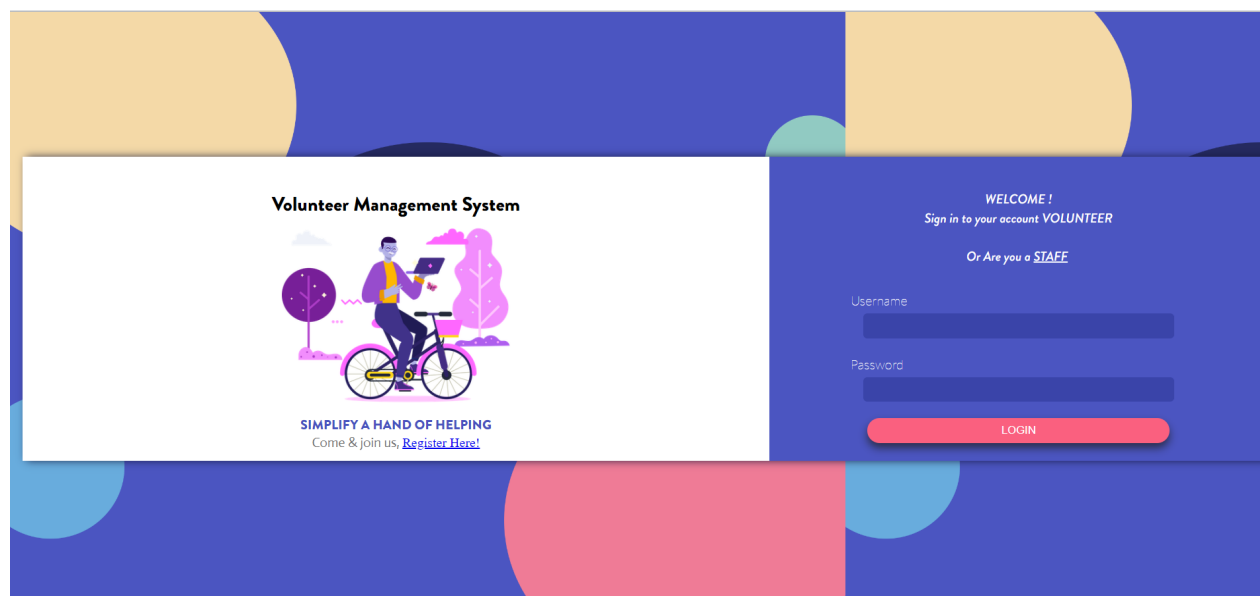 Volunteer Management System
SIMPLIFY A HAND OF HELPING
Come & join us, Register Here!
WELCOME !
Sign in to your account VOLUNTEER
Or Are you a STAFF
Username
Password
LOGIN